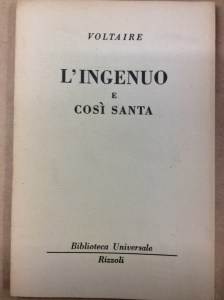 VOLTAIRE
L'INGENUO
E
COSÌ SANTA
Biblioteca Universale
Rizzoli